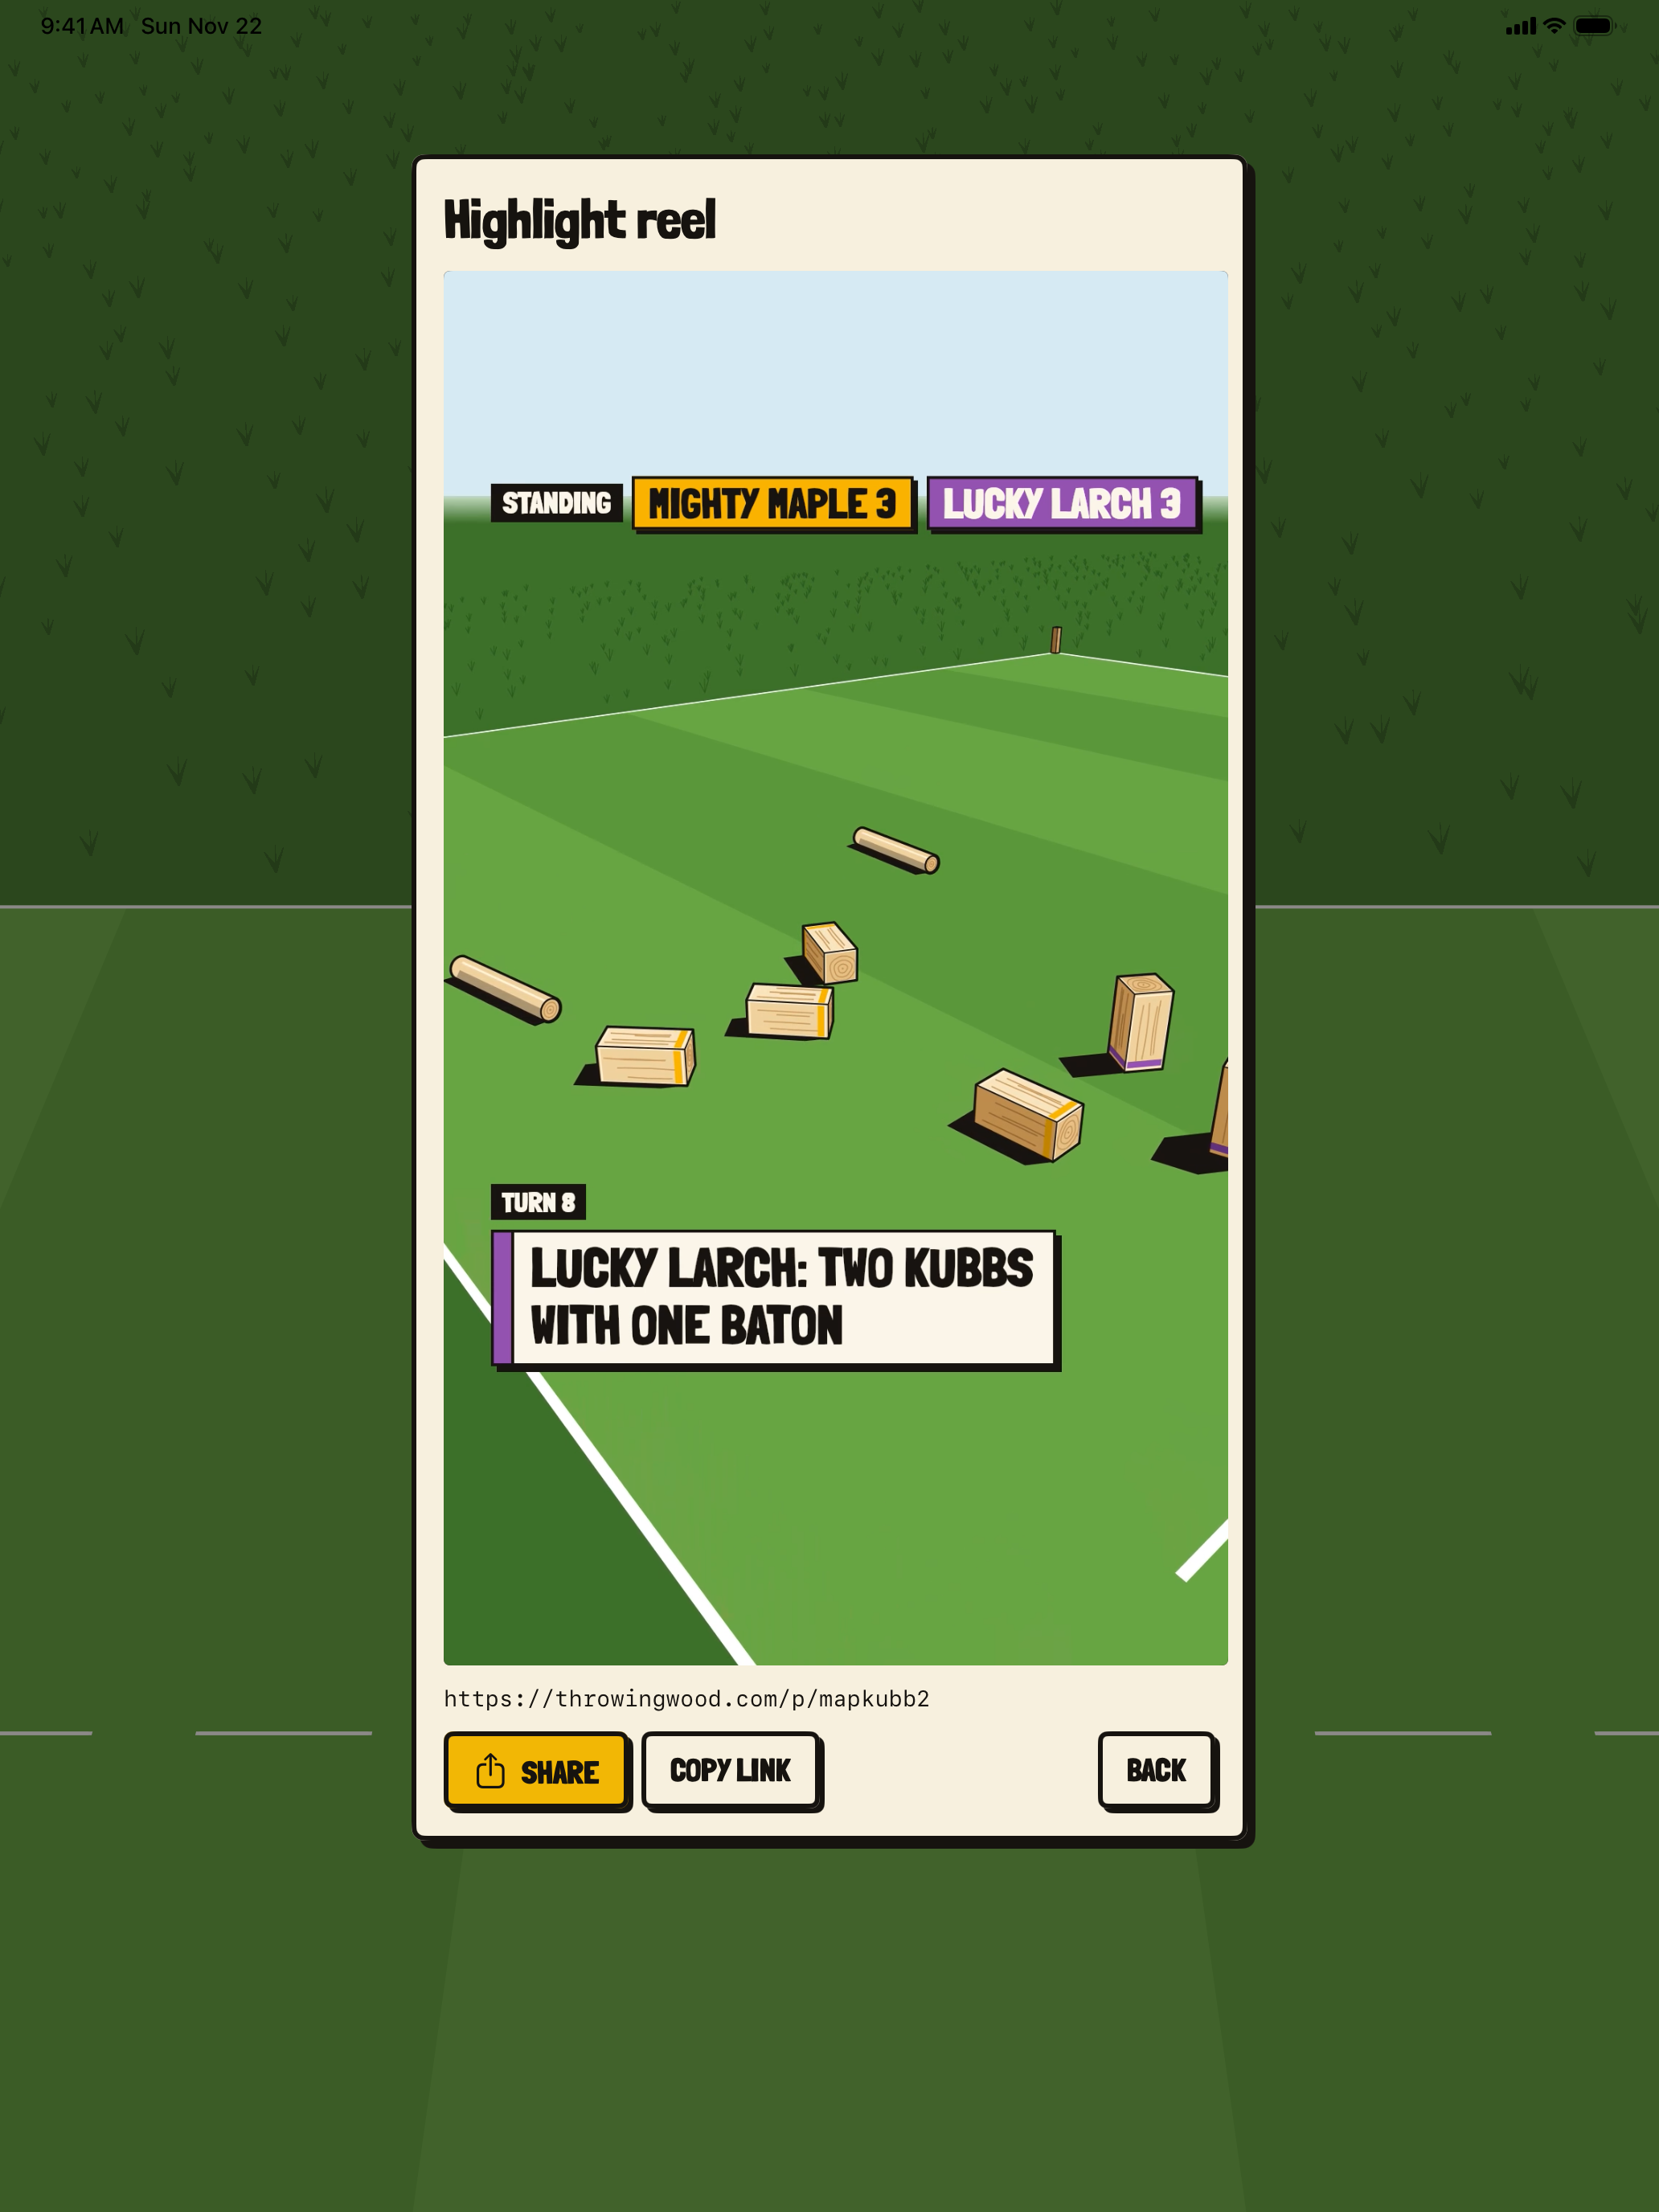 9:41 AM Sun Nov 22
Highlight reel
STANDING MIGHTY MAPLE 3 LUCKY LARCH 3
TURN 8
LUCKY LARCH: TWO KUBBS
WITH ONE BATON
https://throwingwood.com/p/mapkubb2
SHARE COPY LINK BACK